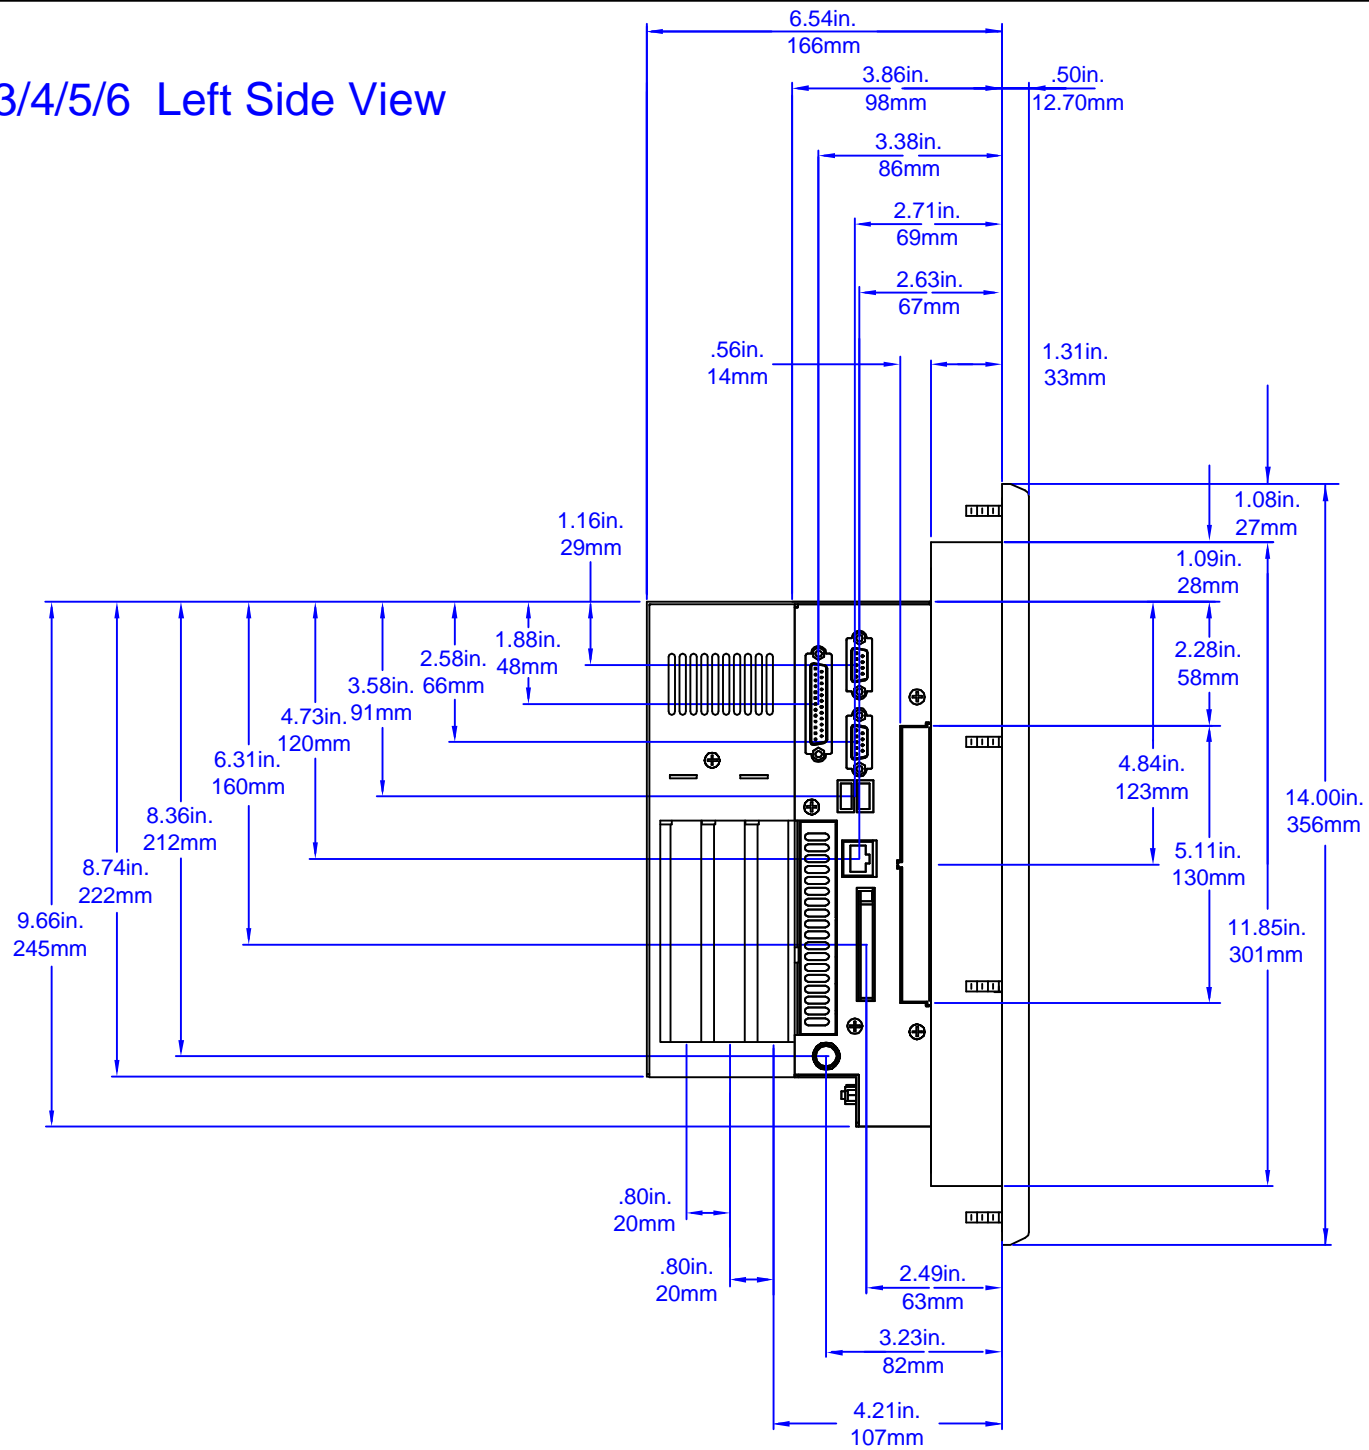 6.54in.
166mm
3.86in.
98mm
.50in.
12.70mm
3/4/5/6 Left Side View
3.38in.
86mm
2.71in.
69mm
2.63in.
67mm
.56in.
14mm
1.31in.
33mm
1.08in.
27mm
1.16in.
29mm
1.09in.
28mm
1.88in.
48mm
2.58in.
66mm
3.58in.
91mm
4.73in.
120mm
6.31in.
160mm
8.36in.
212mm
8.74in.
222mm
9.66in.
245mm
2.28in.
58mm
4.84in.
123mm
14.00in.
356mm
5.11in.
130mm
11.85in.
301mm
.80in.
20mm
.80in.
20mm
2.49in.
63mm
3.23in.
82mm
4.21in.
107mm